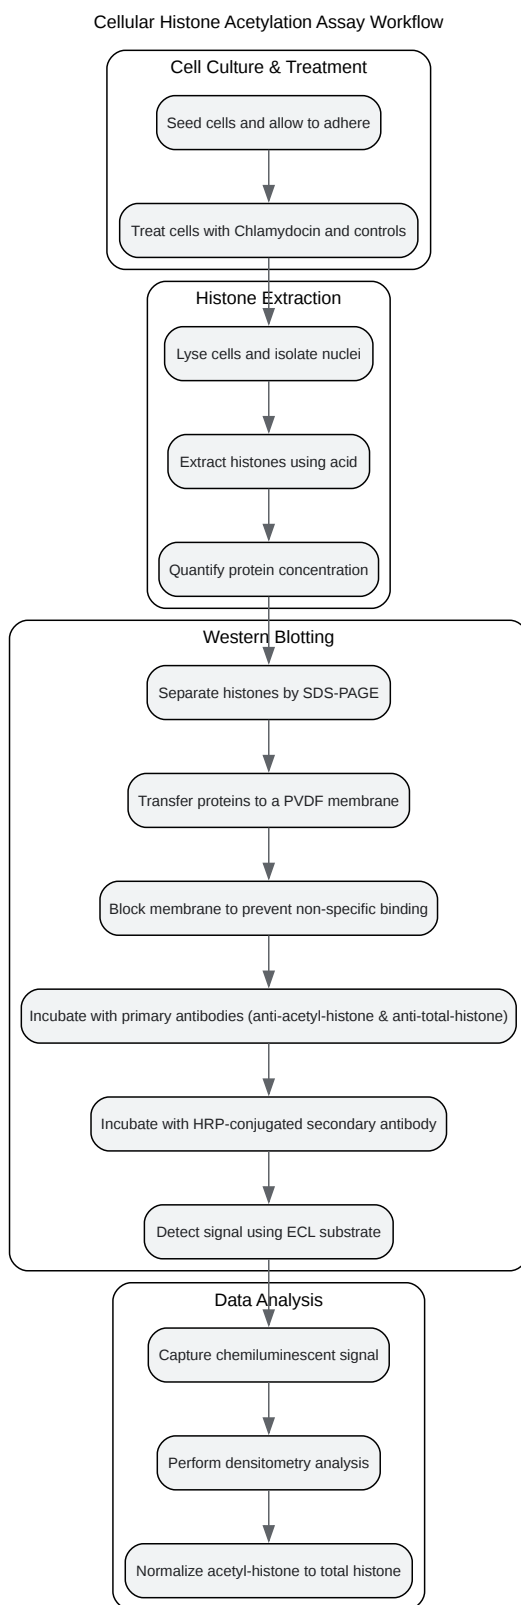 Cellular Histone Acetylation Assay Workflow
Cell Culture & Treatment
Seed cells and allow to adhere
Treat cells with Chlamydocin and controls
Histone Extraction
Lyse cells and isolate nuclei
Extract histones using acid
Quantify protein concentration
Western Blotting
Separate histones by SDS-PAGE
Transfer proteins to a PVDF membrane
Block membrane to prevent non-specific binding
Incubate with primary antibodies (anti-acetyl-histone & anti-total-histone)
Incubate with HRP-conjugated secondary antibody
Detect signal using ECL substrate
Data Analysis
Capture chemiluminescent signal
Perform densitometry analysis
Normalize acetyl-histone to total histone